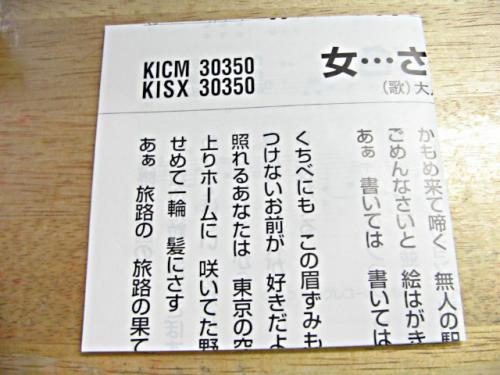 KICM 30350
KISX 30350
女…さ
(歌)大
かもめ来て啼く 無人の駅
ごめんなさいと 絵はがき
あぁ 書いては 書いては
くちべにも この眉ずみも
つけないお前が 好きだよ
照れるあなたは 東京の空
上りホームに 咲いてた野
せめて一輪 髪にさす
あぁ 旅路の 旅路の果て